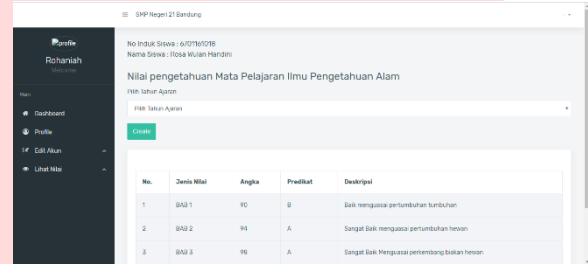 SMP Negeri 21 Bandung
profile
Rohaniah
Welcome
Main
Dashboard
Profile
Edit Akun
Lihat Nilai
No Induk Siswa : 6701161018
Nama Siswa : Rosa Wulan Handini
Nilai pengetahuan Mata Pelajaran Ilmu Pengetahuan Alam
Pilih Tahun Ajaran
Pilih Tahun Ajaran
Create
No. Jenis Nilai Angka Predikat Deskripsi
1 BAB 1 90 B Baik menguasai pertumbuhan tumbuhan
2 BAB 2 94 A Sangat Baik menguasai pertumbuhan hewan
3 BAB 3 98 A Sangat Baik Menguasai perkembang biakan hewan